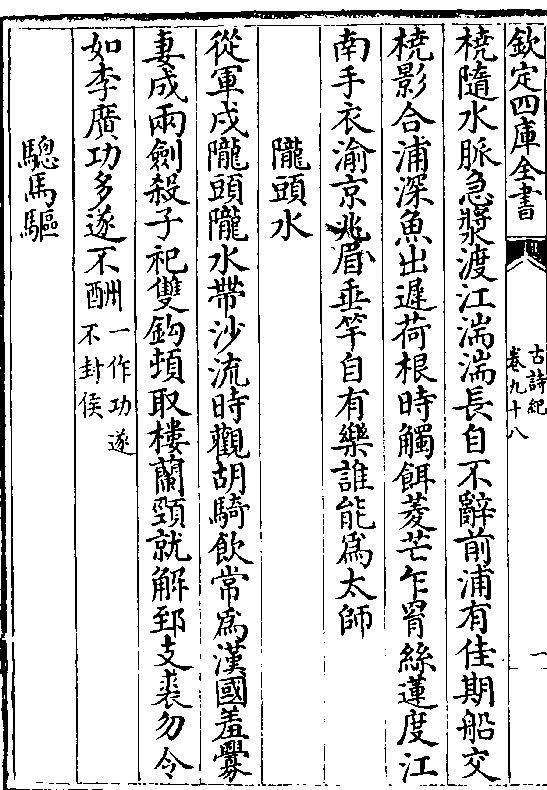 欽定四庫全書
古詩紀
卷九十八
一
橈隨水脈急槳渡江湍湍長自不辭前浦有佳期船交
橈影合浦深魚出遲荷根時觸餌菱芒乍罥絲蓮度江
南手衣渝京兆眉垂竿自有樂誰能爲太師
隴頭水
從軍戍隴頭隴水帶沙流時觀胡騎飲常爲漢國羞釁
妻成兩劍殺子祀雙鈎頓取樓蘭頸就解郅支裘勿令
如李廣功多遂不酬一作功遂不封侯
驄馬驅